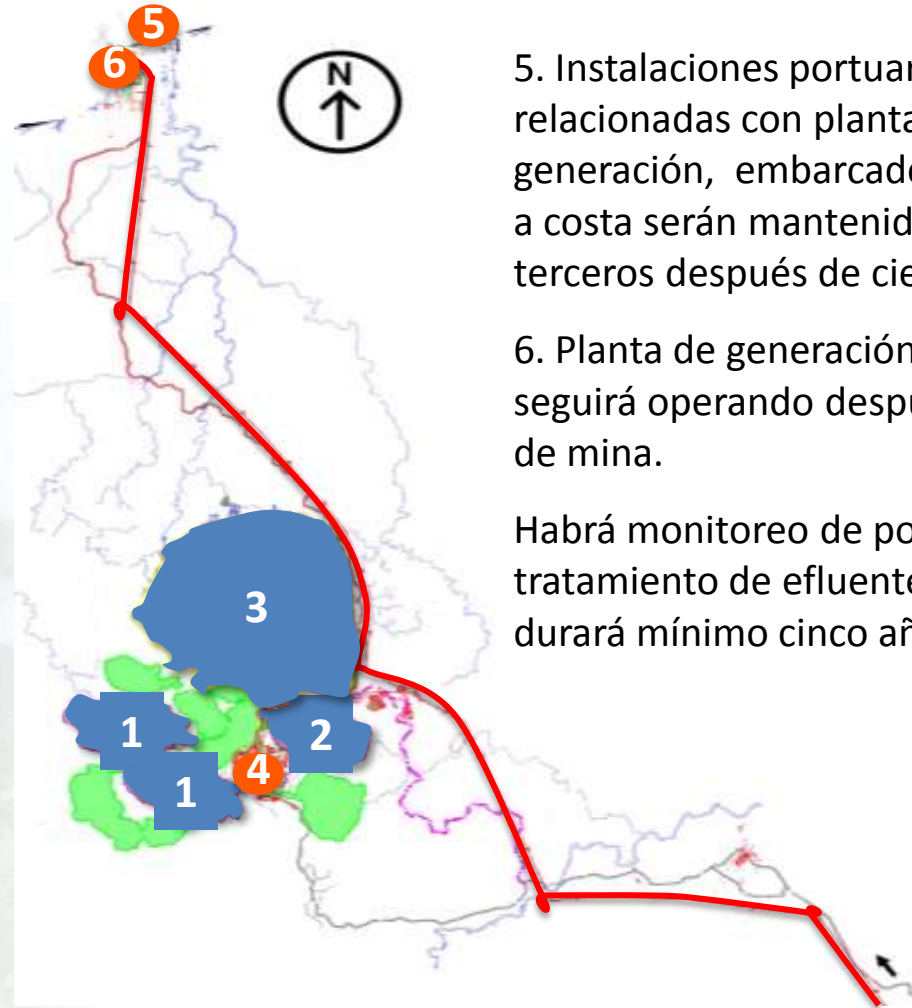 5
6
N
5. Instalaciones portuar
relacionadas con planta
generación, embarcade
a costa serán mantenid
terceros después de cie
6. Planta de generación
seguirá operando despu
de mina.
Habrá monitoreo de po
tratamiento de efluente
durará mínimo cinco añ
3
1
2
4
1